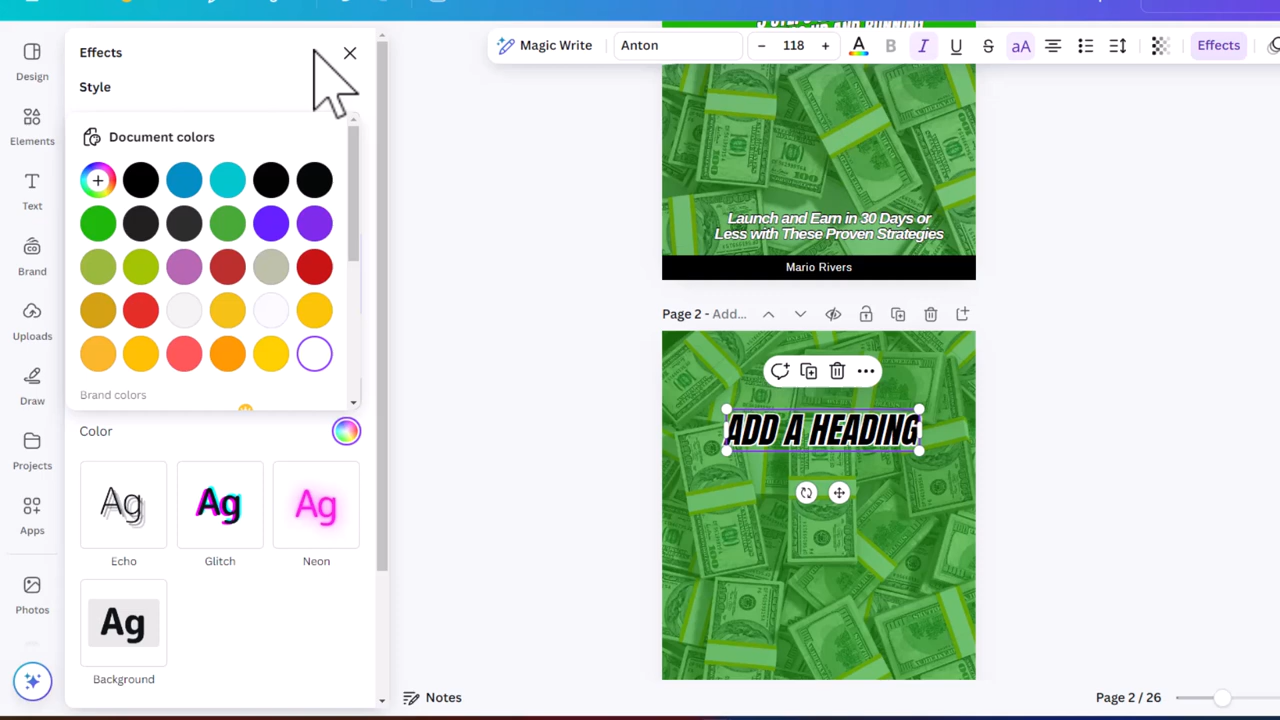 Effects
Style
Document colors
Brand colors
Color
Ag
Ag
Ag
Echo
Glitch
Neon
Ag
Background
Design
Elements
Text
Brand
Uploads
Draw
Projects
Apps
Photos
Magic Write
Anton
– 118 +
A
B
I
U
S
aA
Effects
Launch and Earn in 30 Days or
Less with These Proven Strategies
Mario Rivers
Page 2 - Add...
ADD A HEADING
Notes
Page 2 / 26